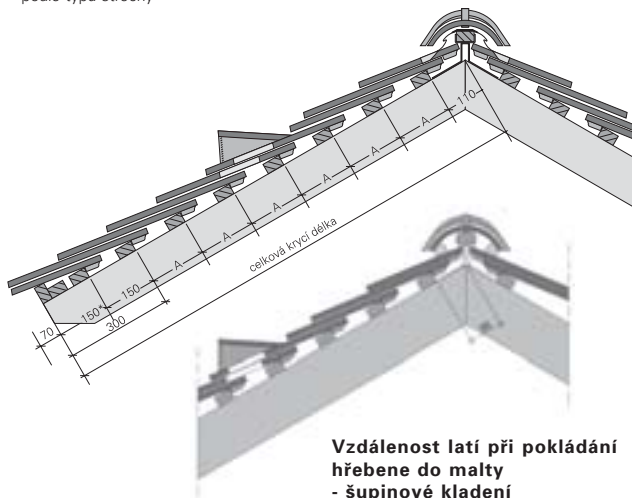 podle typu střechy
110
A
A
A
A
A
A
150
150*
70
300
celková krycí délka
Vzdálenost latí při pokládání
hřebene do malty
- šupinové kladení